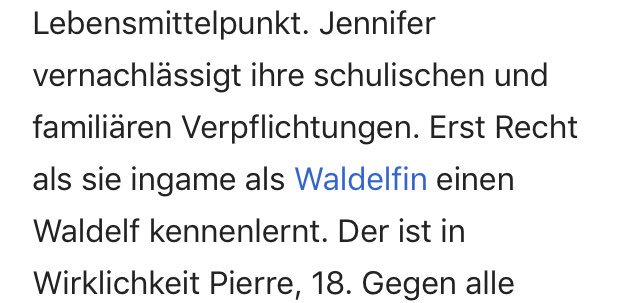 Lebensmittelpunkt. Jennifer
vernachlässigt ihre schulischen und
familiären Verpflichtungen. Erst Recht
als sie ingame als Waldelfin einen
Waldelf kennenlernt. Der ist in
Wirklichkeit Pierre, 18. Gegen alle